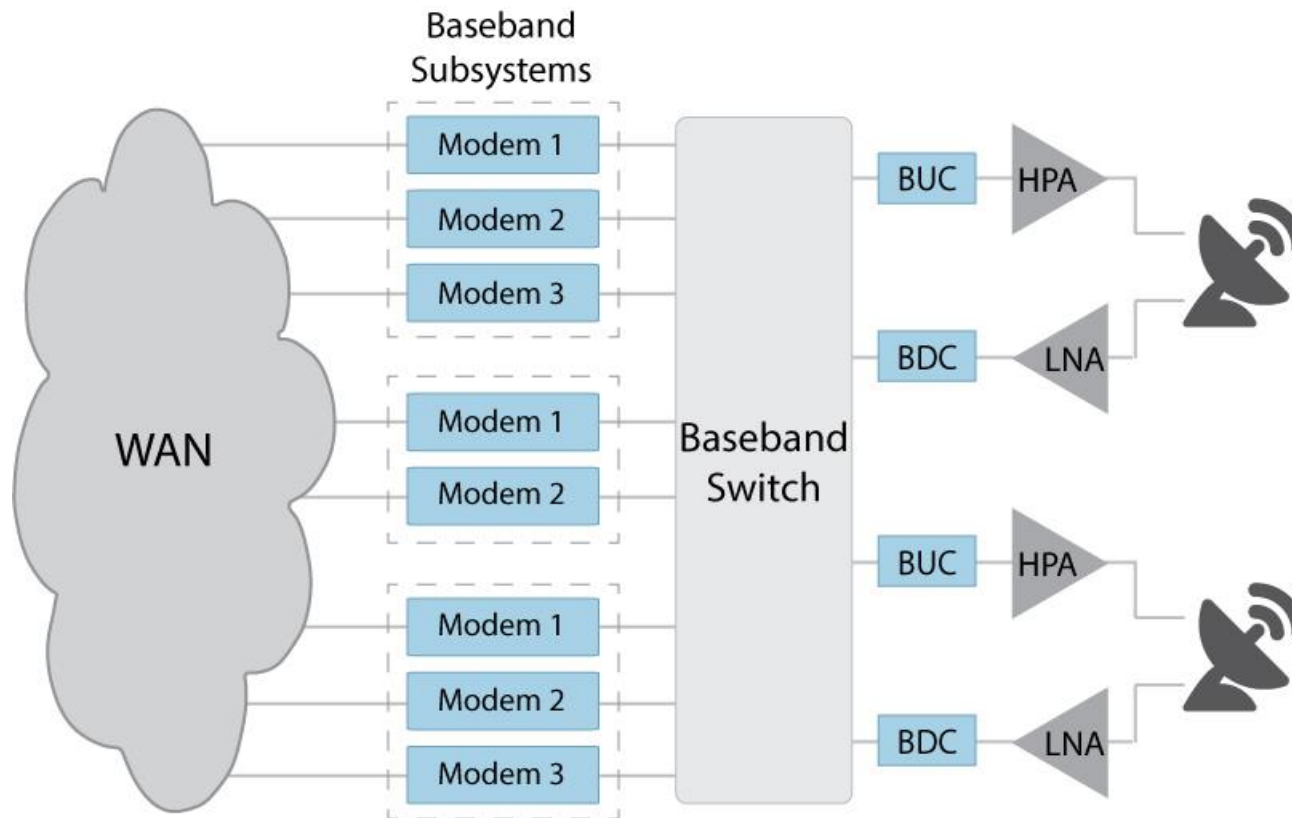 Baseband
Subsystems
WAN
Modem 1
Modem 2
Modem 3
Modem 1
Modem 2
Modem 1
Modem 2
Modem 3
Baseband
Switch
BUC
HPA
BDC
LNA
BUC
HPA
BDC
LNA